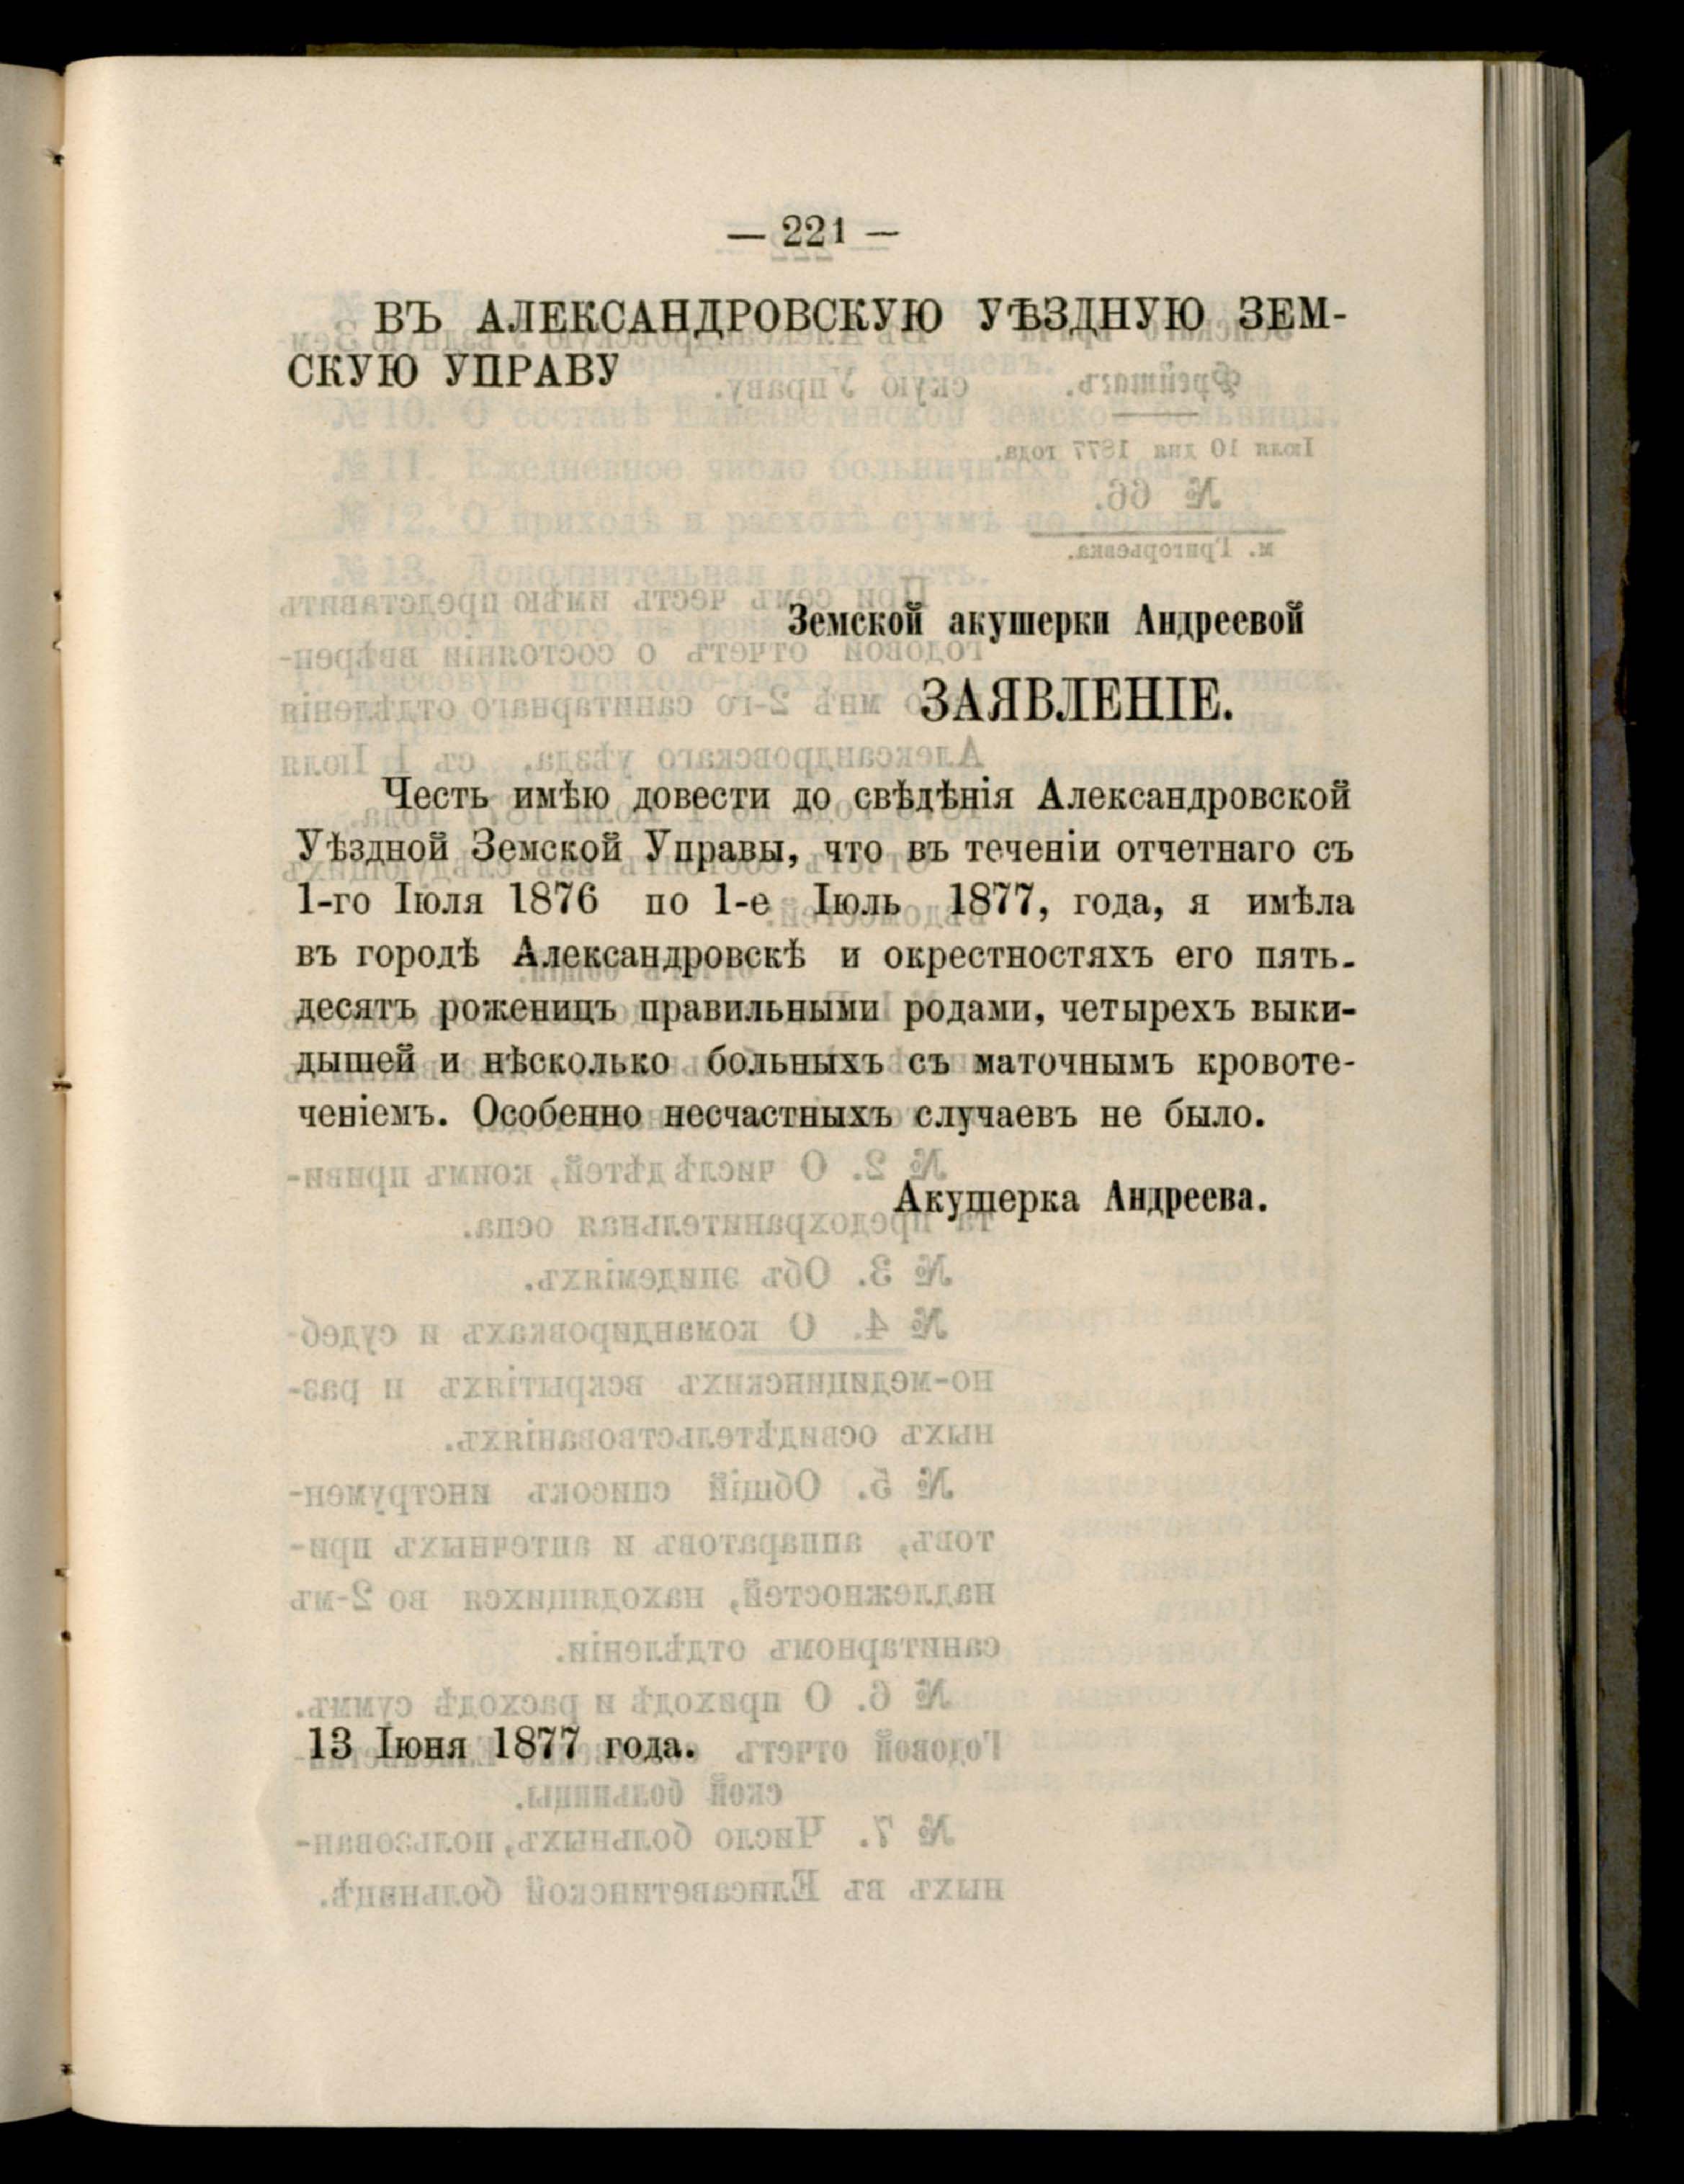 — 221 —
ВЪ АЛЕКСАНДРОВСКУЮ УѢЗДНУЮ ЗЕМ-
СКУЮ УПРАВУ
Земской акушерки Андреевой
ЗАЯВЛЕНІЕ.
Честь имѣю довести до свѣдѣнія Александровской
Уѣздной Земской Управы, что въ теченіи отчетнаго съ
1-го Іюля 1876 по 1-е Іюль 1877, года, я имѣла
въ городѣ Александровскѣ и окрестностяхъ его пять-
десятъ роженицъ правильными родами, четырехъ выки-
дышей и нѣсколько больныхъ съ маточнымъ кровоте-
ченіемъ. Особенно несчастныхъ случаевъ не было.
Акушерка Андреева.
13 Іюня 1877 года.